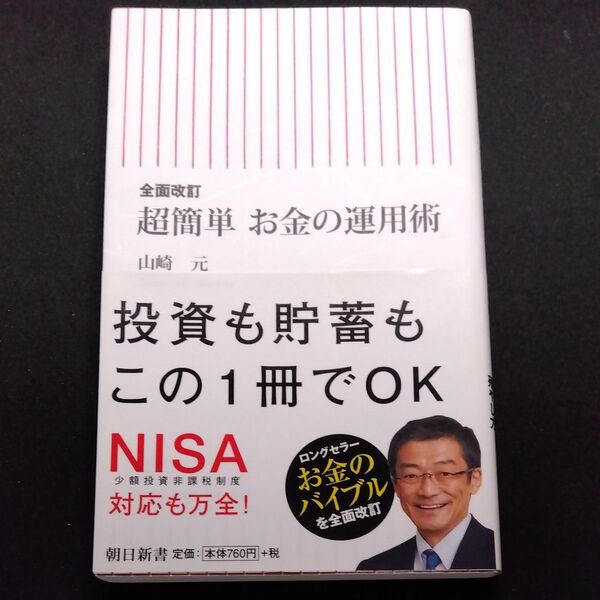 全面改訂
超簡単 お金の運用術
山崎 元
投資も貯蓄も
この1冊でOK
NISA
少額投資非課税制度
対応も万全!
ロングセラー
お金の
バイブル
を全面改訂
朝日新書 定価:本体760円+税